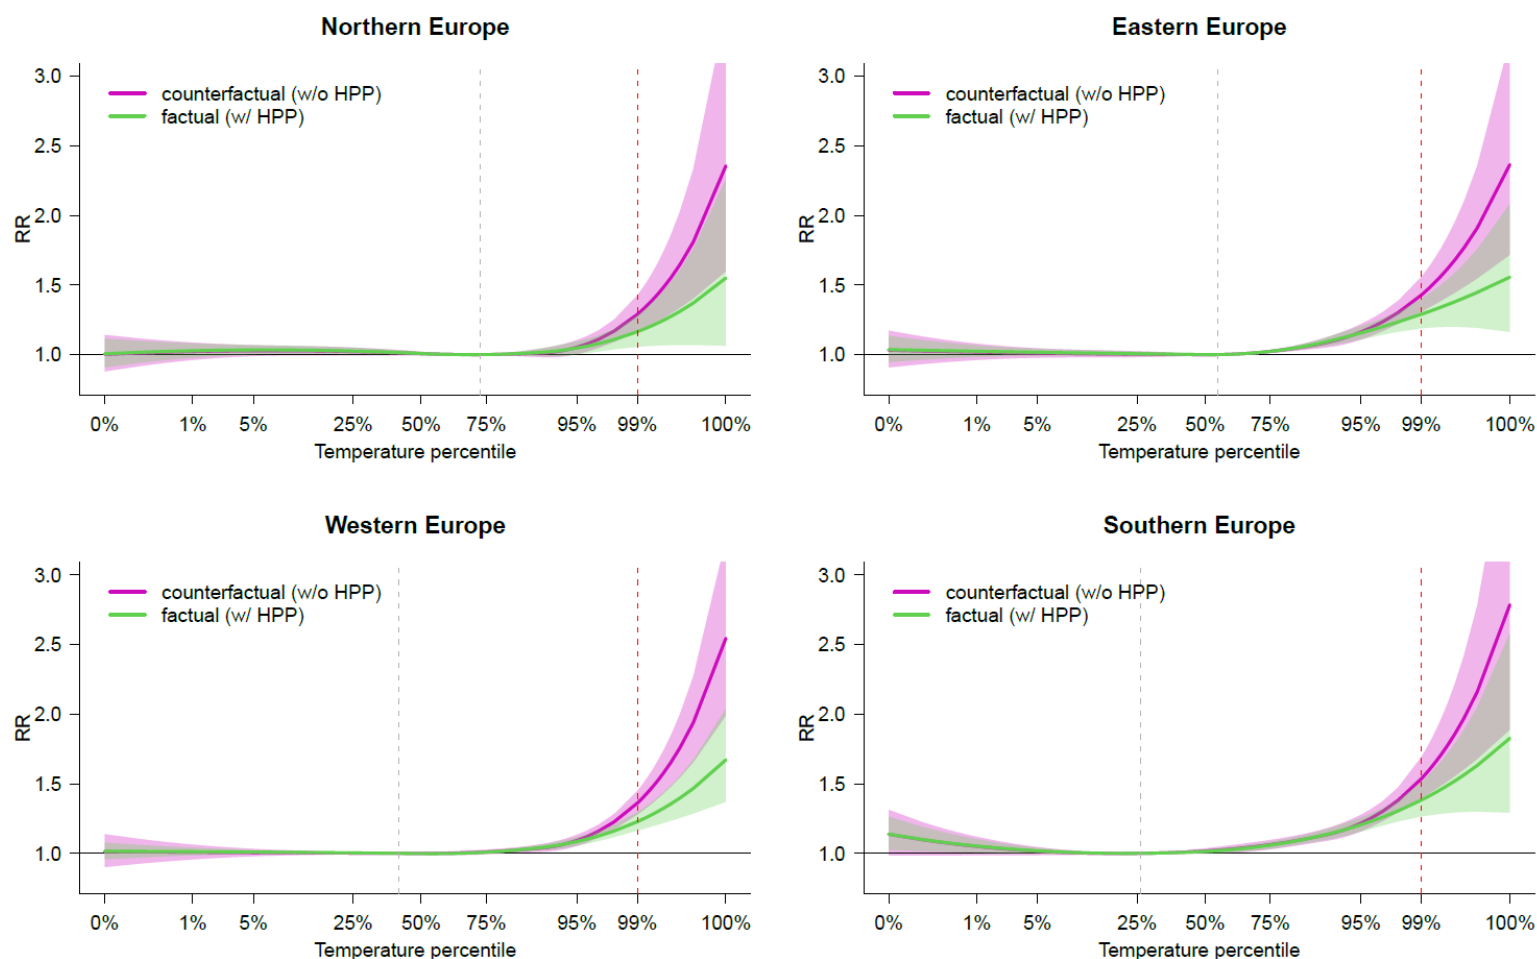 Northern Europe
3.0
2.5
2.0
1.5
1.0
RR
counterfactual (w/o HPP)
factual (w/ HPP)
0% 1% 5% 25% 50% 75% 95% 99% 100%
Temperature percentile
Eastern Europe
3.0
2.5
2.0
1.5
1.0
RR
counterfactual (w/o HPP)
factual (w/ HPP)
0% 1% 5% 25% 50% 75% 95% 99% 100%
Temperature percentile
Western Europe
3.0
2.5
2.0
1.5
1.0
RR
counterfactual (w/o HPP)
factual (w/ HPP)
0% 1% 5% 25% 50% 75% 95% 99% 100%
Temperature percentile
Southern Europe
3.0
2.5
2.0
1.5
1.0
RR
counterfactual (w/o HPP)
factual (w/ HPP)
0% 1% 5% 25% 50% 75% 95% 99% 100%
Temperature percentile